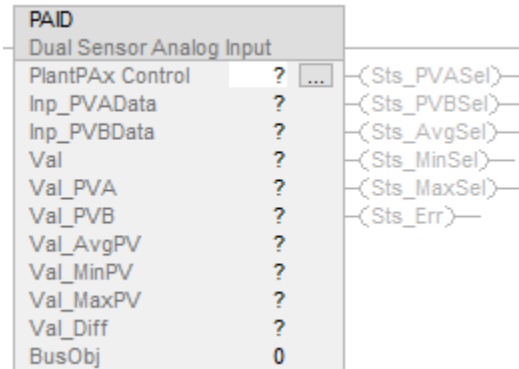 PAID
Dual Sensor Analog Input
PlantPAx Control ? ... (Sts_PVASel)
Inp_PVAData ? (Sts_PVBSel)
Inp_PVBData ? (Sts_AvgSel)
Val ? (Sts_MinSel)
Val_PVA ? (Sts_MaxSel)
Val_PVB ? (Sts_Err)
Val_AvgPV ?
Val_MinPV ?
Val_MaxPV ?
Val_Diff ?
BusObj 0